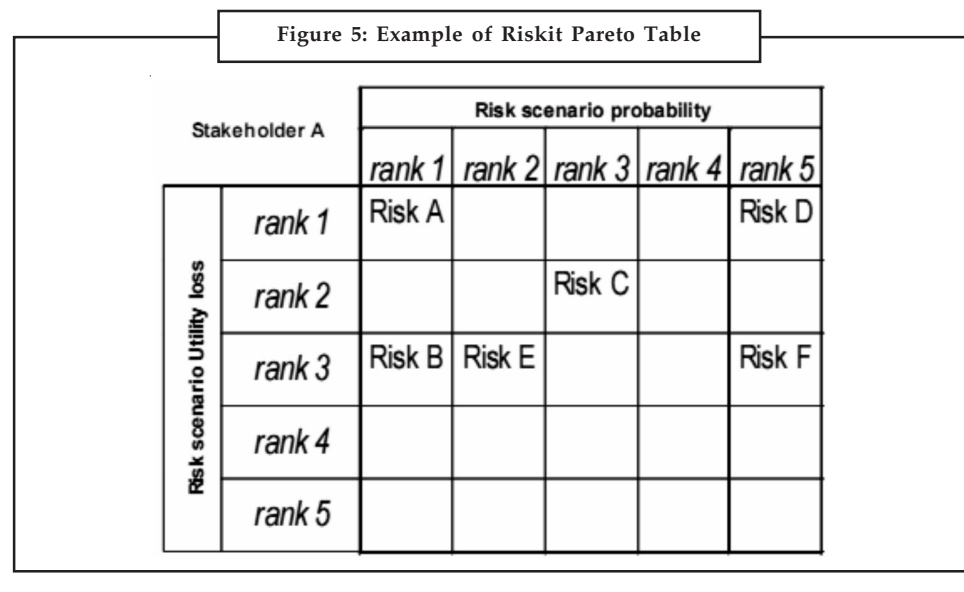 Figure 5: Example of Riskit Pareto Table
Stakeholder A
Risk scenario probability
rank 1 rank 2 rank 3 rank 4 rank 5
Risk scenario Utility loss
rank 1 Risk A Risk D
rank 2 Risk C
rank 3 Risk B Risk E Risk F
rank 4
rank 5